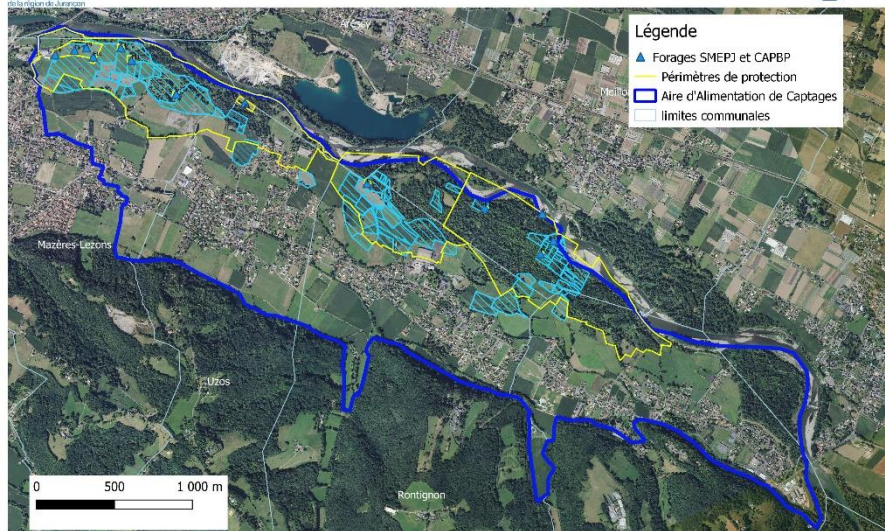 de la région de Jurançon
Légende
Forages SMEPJ et CAPBP
Périmètres de protection
Aire d'Alimentation de Captages
limites communales
Mazères-Lezons
Uzos
Rontignon
0 500 1 000 m